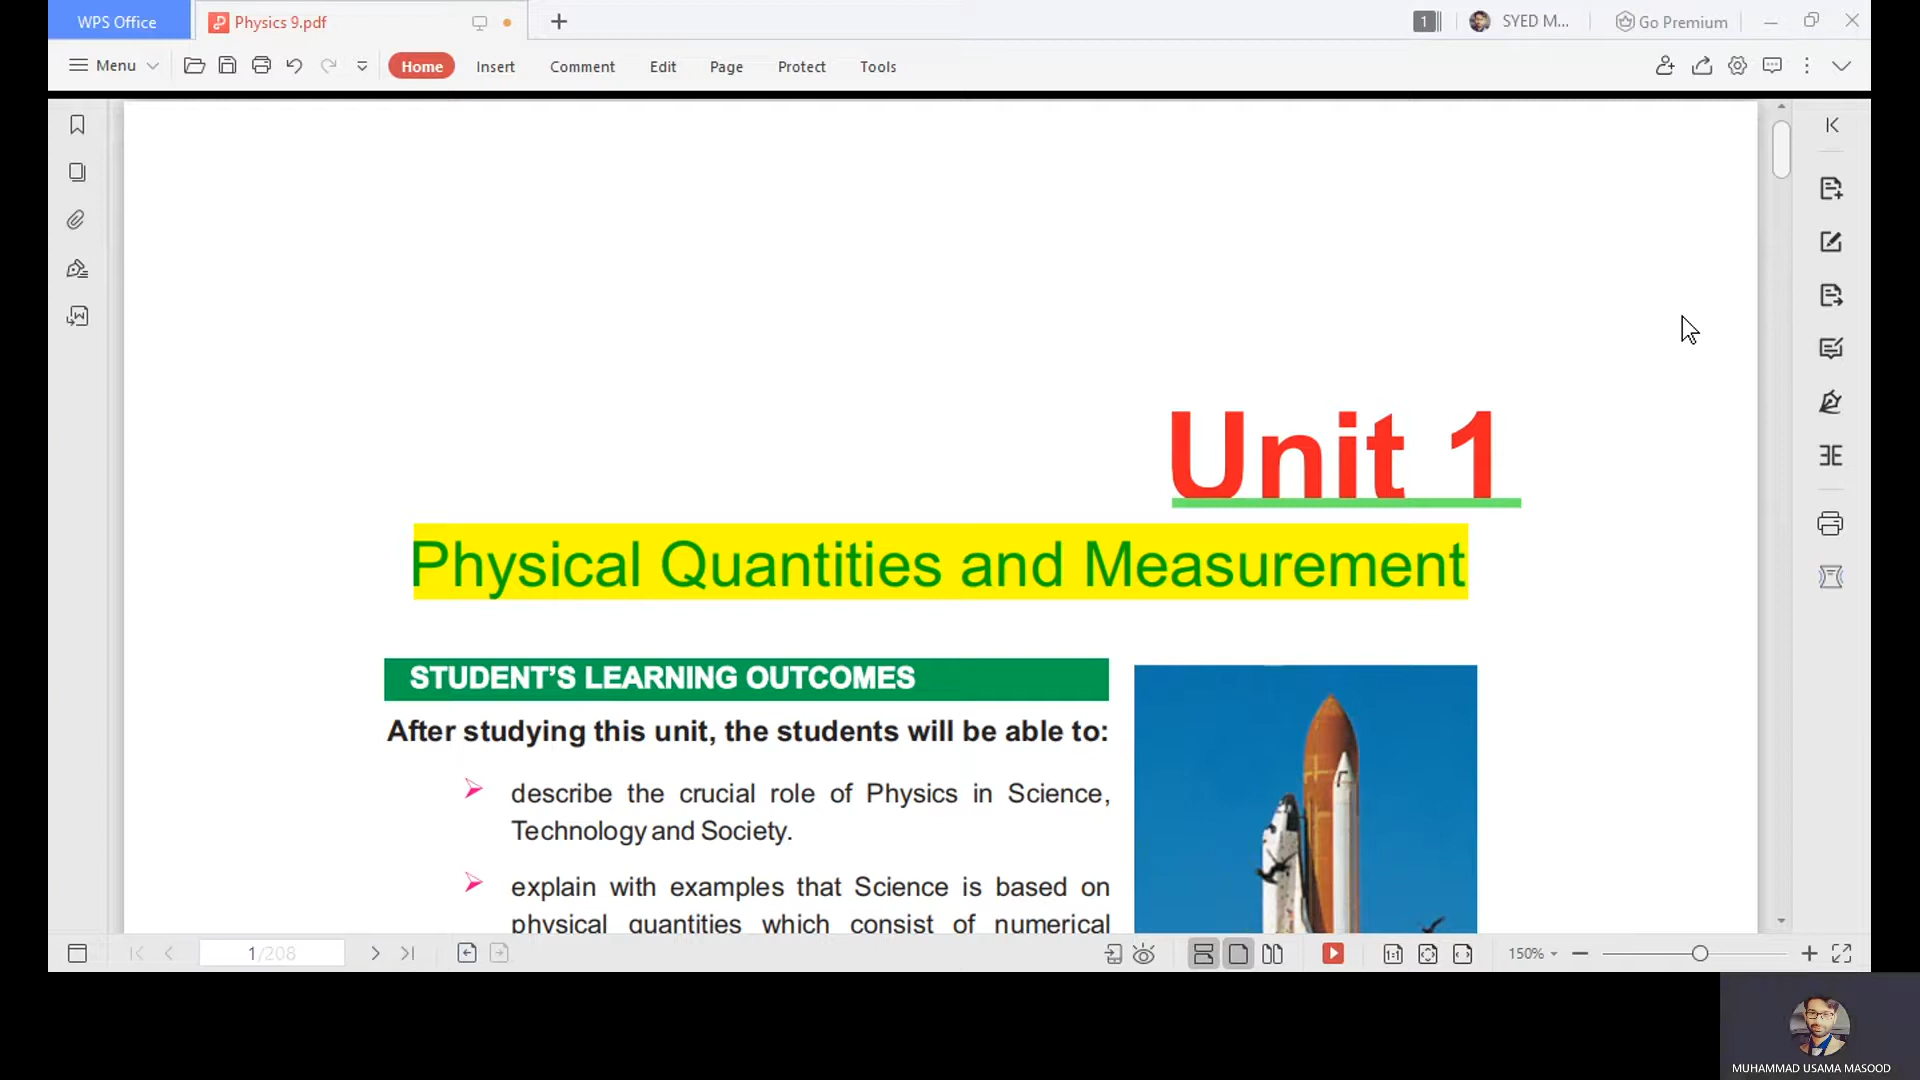 WPS Office
Physics 9.pdf
1
SYED M...
Go Premium
Menu
Home
Insert
Comment
Edit
Page
Protect
Tools
Unit 1
Physical Quantities and Measurement
STUDENT'S LEARNING OUTCOMES
After studying this unit, the students will be able to:
describe the crucial role of Physics in Science,
Technology and Society.
explain with examples that Science is based on
physical quantities which consist of numerical
1/208
150%
MUHAMMAD USAMA MASOOD